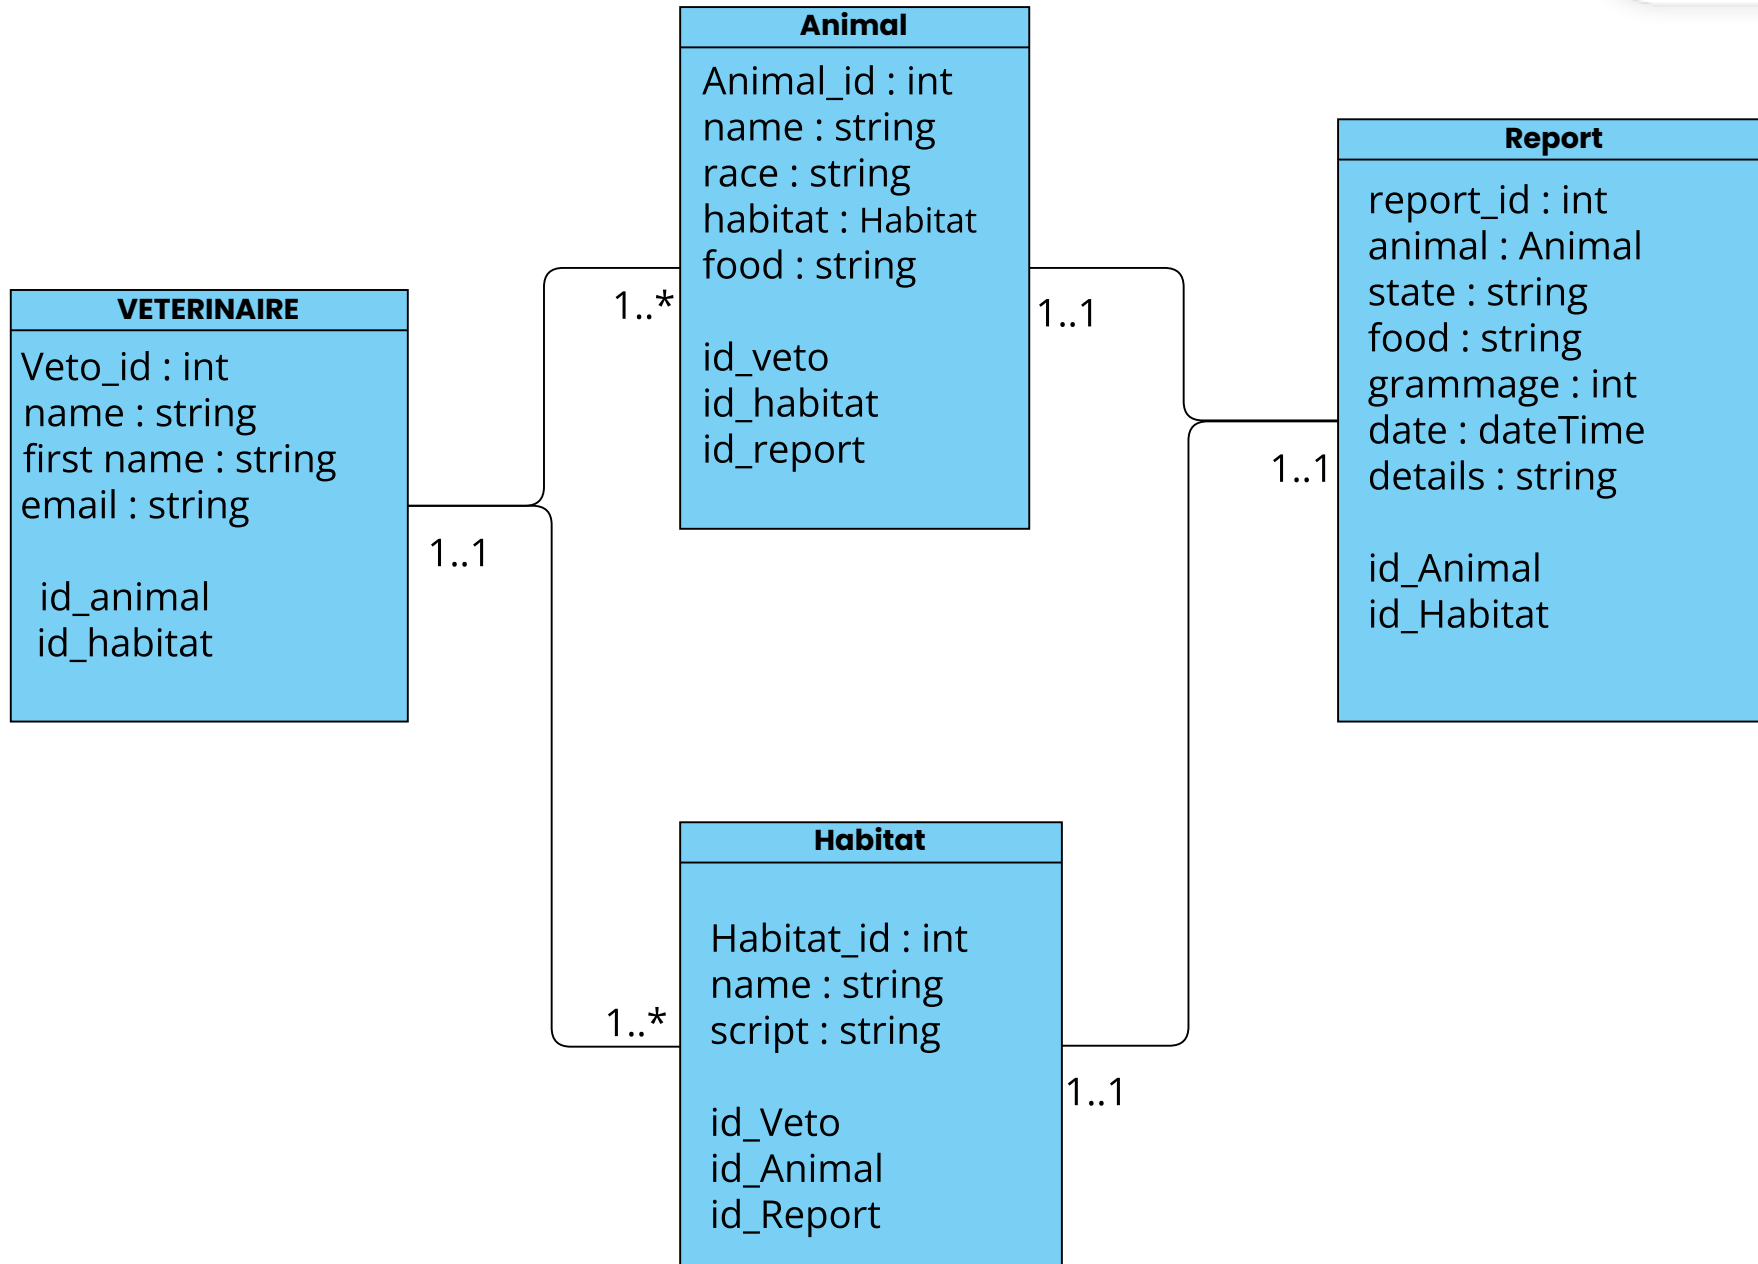 Animal
Animal_id : int
name : string
race : string
habitat : Habitat
food : string
id_veto
id_habitat
id_report
1..*
1..1
VETERINAIRE
Veto_id : int
name : string
first name : string
email : string
id_animal
id_habitat
1..1
Report
report_id : int
animal : Animal
state : string
food : string
grammage : int
date : dateTime
details : string
id_Animal
id_Habitat
1..1
Habitat
Habitat_id : int
name : string
script : string
id_Veto
id_Animal
id_Report
1..*
1..1